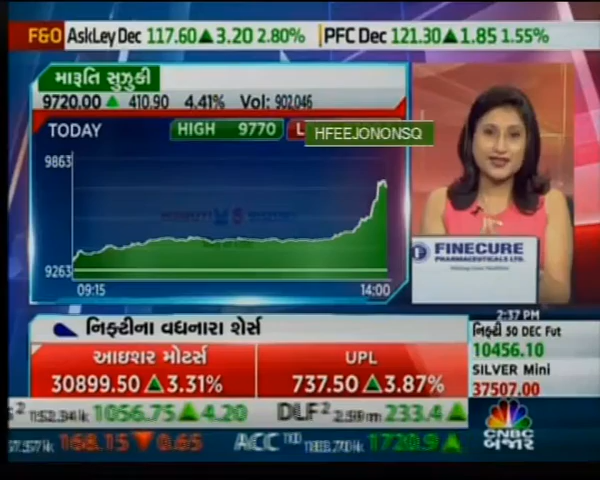 F&O AskLey Dec 117.60 ▲ 3.20 2.80% PFC Dec 121.30 ▲ 1.85 1.55%
મારૂતિ સુઝુકી
9720.00 ▲ 410.90 4.41% Vol: 902,046
TODAY HIGH 9770 L
HFEEJONONSQ
9863
9263
09:15 14:00
FINECURE
PHARMACEUTICALS LTD.
2:37 PM
નિફ્ટીના વધનારા શેર્સ
આઇશર મોટર્સ
30899.50 ▲ 3.31%
UPL
737.50 ▲ 3.87%
નિફ્ટી 50 DEC Fut
10456.10
SILVER Mini
37507.00
1056.75 ▲ 4.20 DLF 233.4 ▲
168.15 ▼ 0.65 ACC 1720.9 ▲
CNBC
બજાર